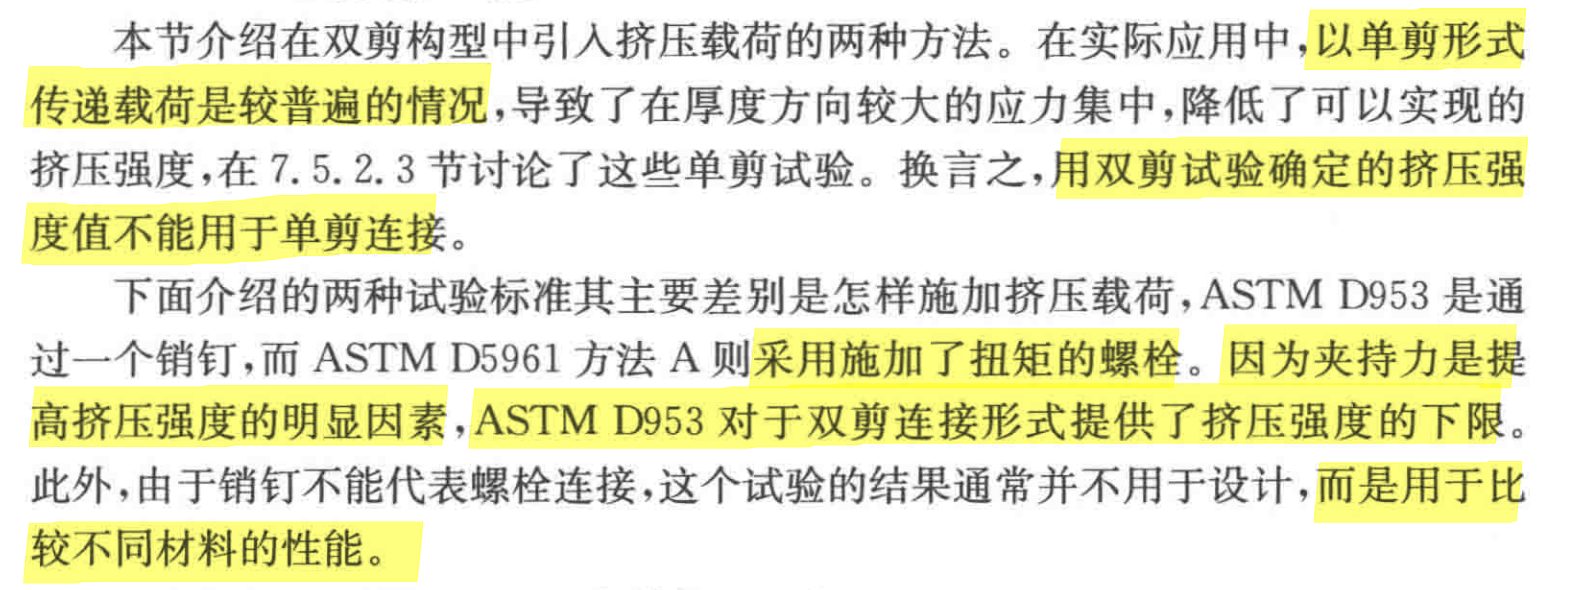 本节介绍在双剪构型中引入挤压载荷的两种方法。在实际应用中,以单剪形式
传递载荷是较普遍的情况,导致了在厚度方向较大的应力集中,降低了可以实现的
挤压强度,在 7.5.2.3 节讨论了这些单剪试验。换言之,用双剪试验确定的挤压强
度值不能用于单剪连接。
下面介绍的两种试验标准其主要差别是怎样施加挤压载荷,ASTM D953 是通
过一个销钉,而 ASTM D5961 方法 A 则采用施加了扭矩的螺栓。因为夹持力是提
高挤压强度的明显因素,ASTM D953 对于双剪连接形式提供了挤压强度的下限。
此外,由于销钉不能代表螺栓连接,这个试验的结果通常并不用于设计,而是用于比
较不同材料的性能。